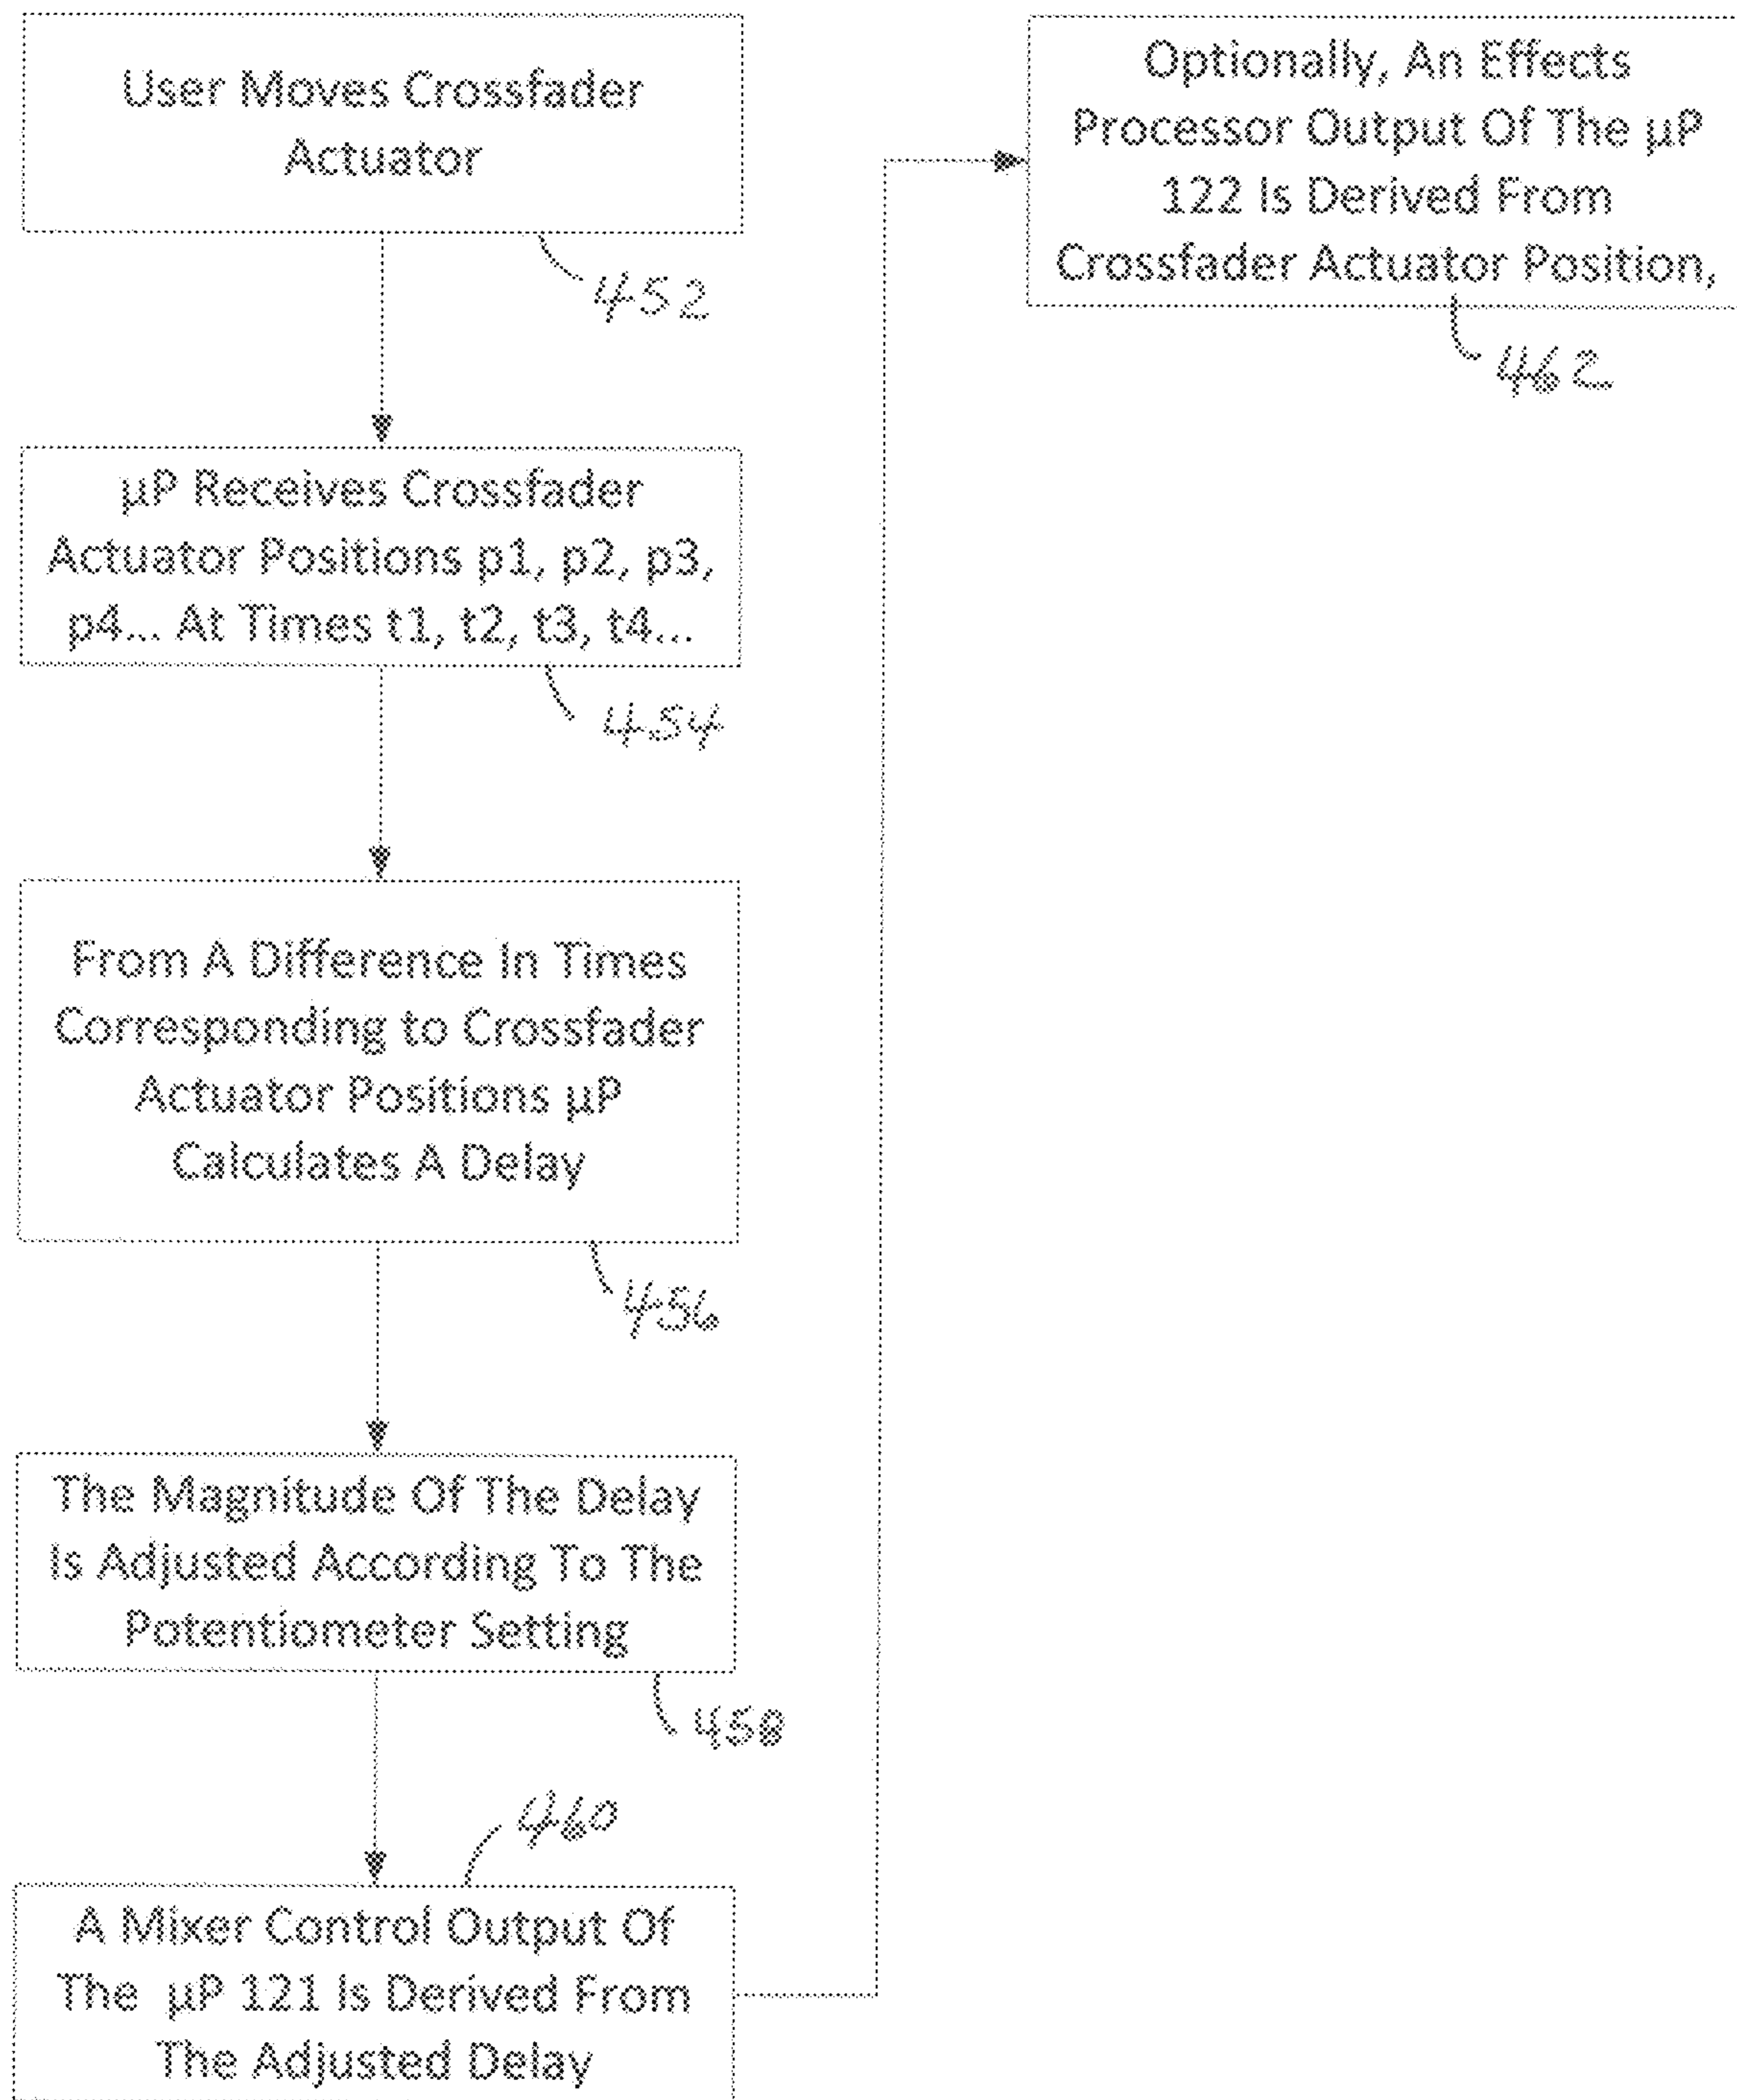 User Moves Crossfader
Actuator
452
µP Receives Crossfader
Actuator Positions p1, p2, p3,
p4... At Times t1, t2, t3, t4...
454
From A Difference In Times
Corresponding to Crossfader
Actuator Positions µP
Calculates A Delay
456
The Magnitude Of The Delay
Is Adjusted According To The
Potentiometer Setting
458
460
A Mixer Control Output Of
The µP 121 Is Derived From
The Adjusted Delay
Optionally, An Effects
Processor Output Of The µP
122 Is Derived From
Crossfader Actuator Position,
462